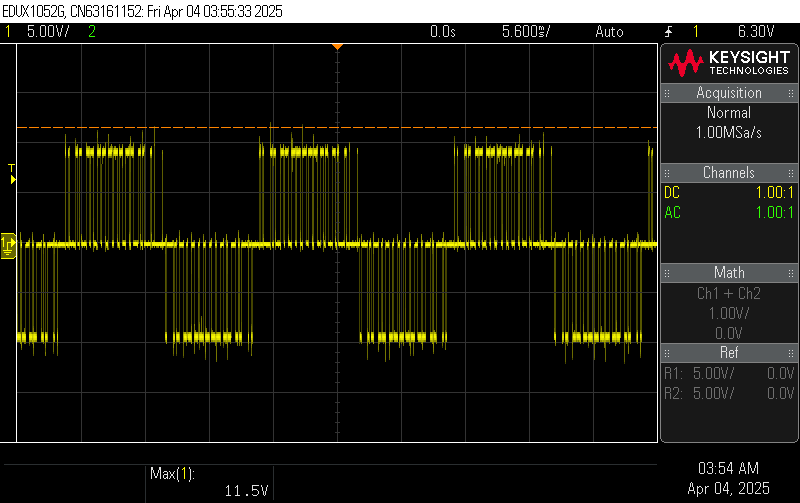 EDUX1052G, CN63161152: Fri Apr 04 03:55:33 2025
1 5.00V/ 2 0.0s 5.600ms/ Auto 1 6.30V
KEYSIGHT
TECHNOLOGIES
Acquisition
Normal
1.00MSa/s
Channels
DC 1.00:1
AC 1.00:1
Math
Ch1 + Ch2
1.00V/
0.0V
Ref
R1: 5.00V/ 0.0V
R2: 5.00V/ 0.0V
T
1
Max(1):
11.5V
03:54 AM
Apr 04, 2025